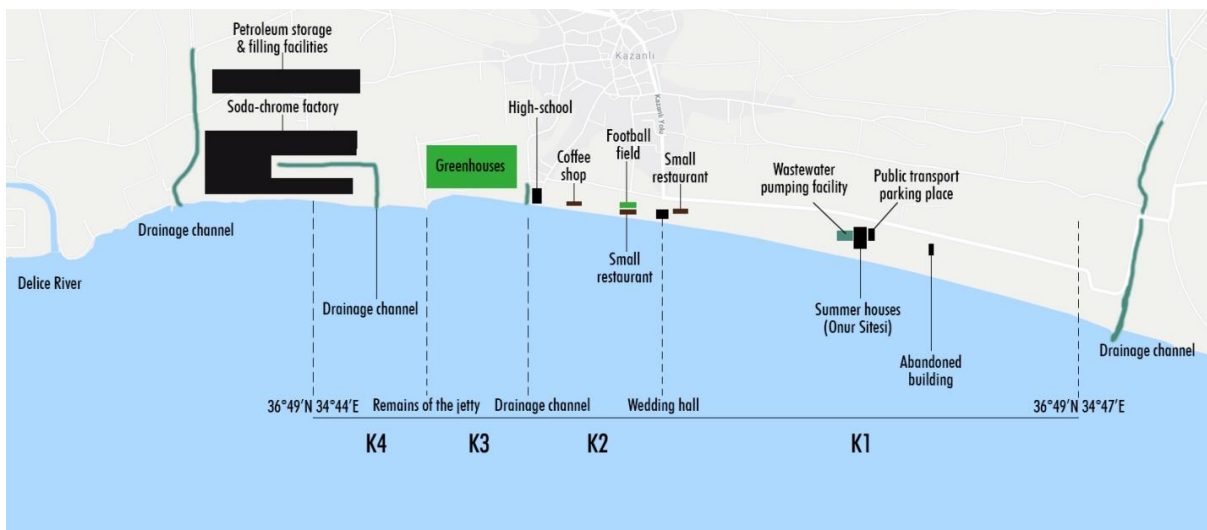 Petroleum storage
& filling facilities
Soda-chrome factory
Kazanlı
Kazanlı Yolu
High-school
Greenhouses
Coffee
shop
Football
field
Small
restaurant
Wastewater
pumping facility
Public transport
parking place
Drainage channel
Delice River
Drainage channel
Small
restaurant
Summer houses
(Onur Sitesi)
Abandoned
building
Drainage channel
36°49'N 34°44'E
Remains of the jetty
Drainage channel
Wedding hall
36°49'N 34°47'E
K4
K3
K2
K1